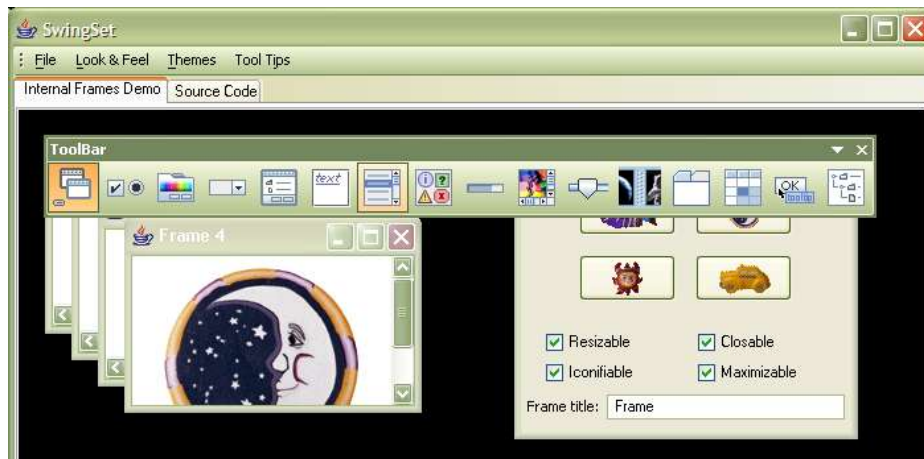 SwingSet
File Look & Feel Themes Tool Tips
Internal Frames Demo Source Code
ToolBar
text
OK
tooltip
Frame 4
Resizable Closable
Iconifiable Maximizable
Frame title: Frame